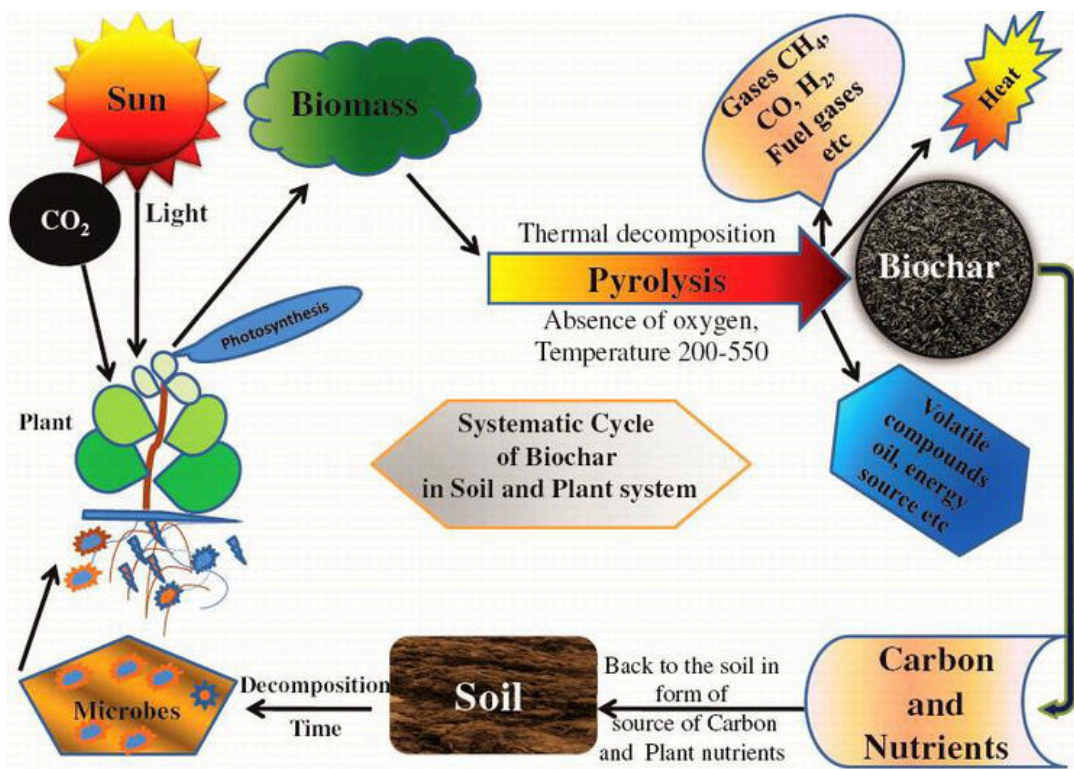 Sun
Biomass
Gases CH₄,
CO, H₂,
Fuel gases
etc
Heat
CO₂
Light
Thermal decomposition
Pyrolysis
Absence of oxygen,
Temperature 200-550
Biochar
Photosynthesis
Plant
Systematic Cycle
of Biochar
in Soil and Plant system
Volatile
compounds
oil, energy
source etc
Microbes
Decomposition
Time
Soil
Back to the soil in
form of
source of Carbon
and Plant nutrients
Carbon
and
Nutrients